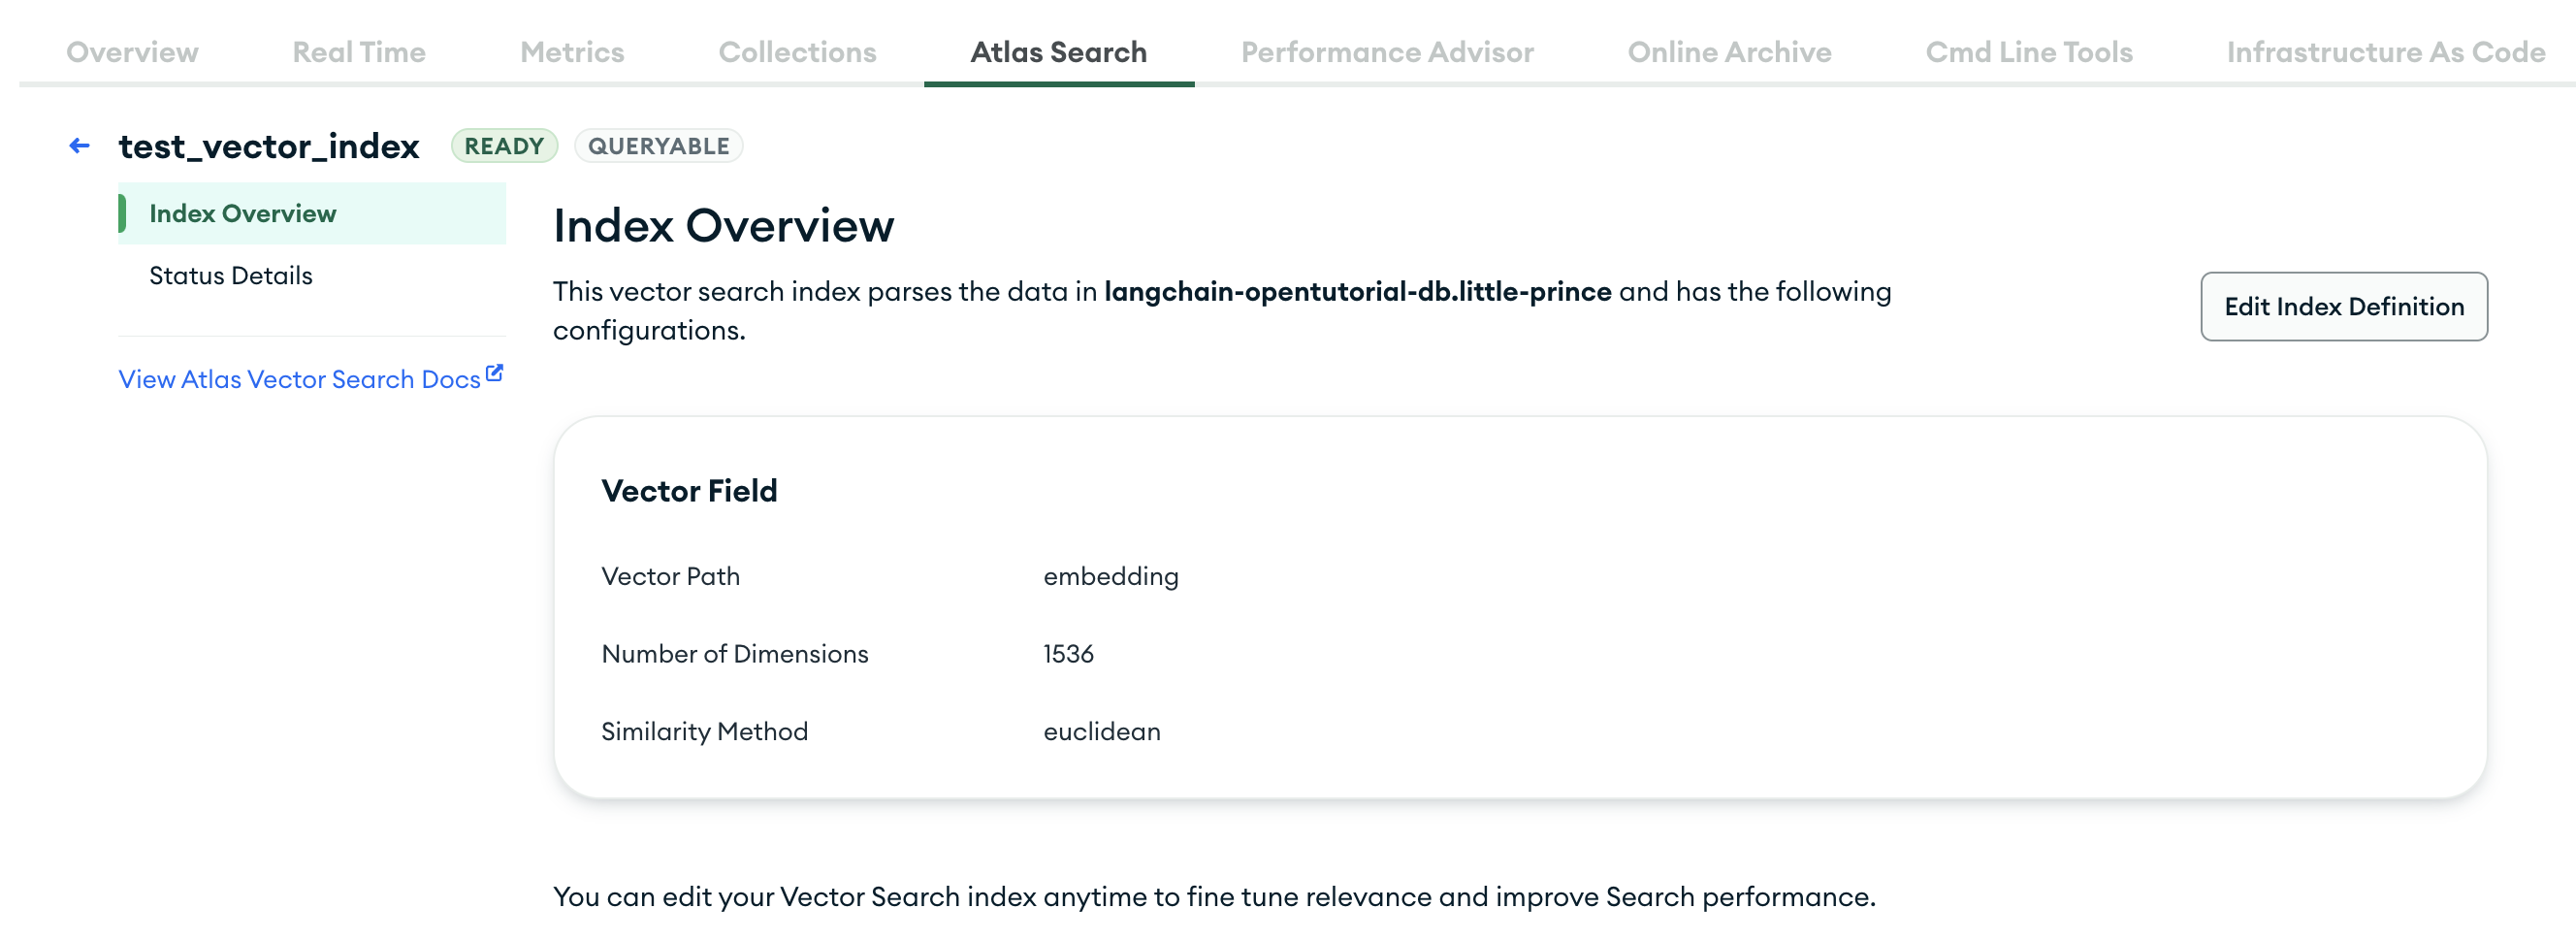 Overview Real Time Metrics Collections Atlas Search Performance Advisor Online Archive Cmd Line Tools Infrastructure As Code
test_vector_index READY QUERYABLE
Index Overview
Status Details
View Atlas Vector Search Docs
Index Overview
This vector search index parses the data in langchain-opentutorial-db.little-prince and has the following
configurations.
Edit Index Definition
Vector Field
Vector Path embedding
Number of Dimensions 1536
Similarity Method euclidean
You can edit your Vector Search index anytime to fine tune relevance and improve Search performance.